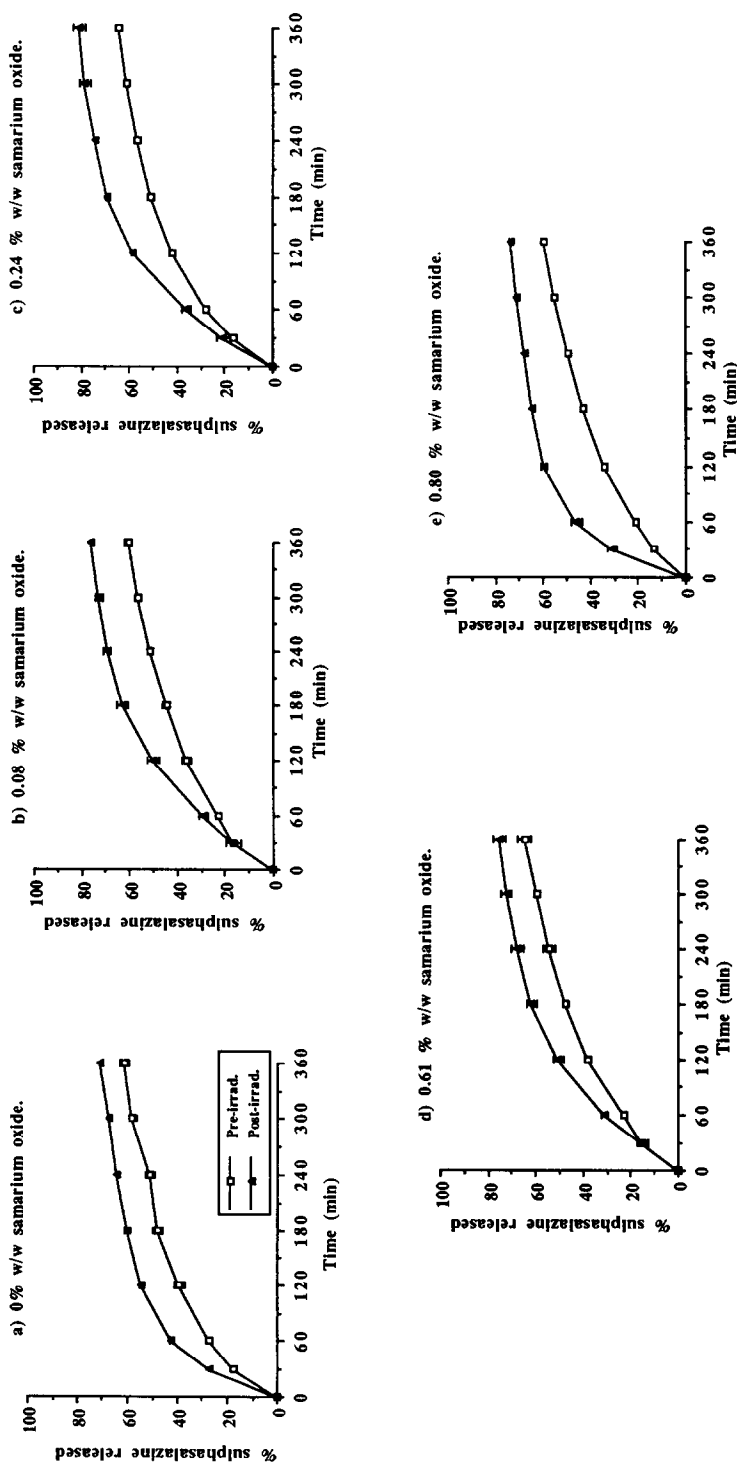 a) 0% w/w samarium oxide.
100
80
60
40
20
0
% sulphasalazine released
0 60 120 180 240 300 360
Time (min)
Pre-irrad.
Post-irrad.
b) 0.08 % w/w samarium oxide.
100
80
60
40
20
0
% sulphasalazine released
0 60 120 180 240 300 360
Time (min)
c) 0.24 % w/w samarium oxide.
100
80
60
40
20
0
% sulphasalazine released
0 60 120 180 240 300 360
Time (min)
d) 0.61 % w/w samarium oxide.
100
80
60
40
20
0
% sulphasalazine released
0 60 120 180 240 300 360
Time (min)
e) 0.80 % w/w samarium oxide.
100
80
60
40
20
0
% sulphasalazine released
0 60 120 180 240 300 360
Time (min)